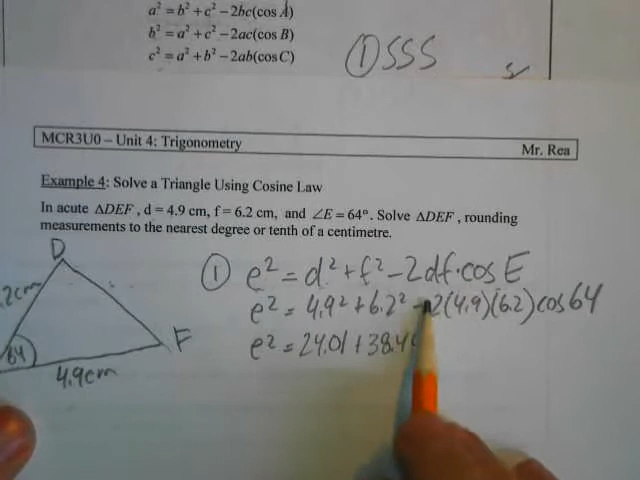 a² = b² + c² – 2bc(cos A)
b² = a² + c² – 2ac(cos B)
c² = a² + b² – 2ab(cos C)
① SSS
MCR3U0 – Unit 4: Trigonometry
Mr. Rea
Example 4: Solve a Triangle Using Cosine Law
In acute ΔDEF, d = 4.9 cm, f = 6.2 cm, and ∠E = 64°. Solve ΔDEF, rounding
measurements to the nearest degree or tenth of a centimetre.
D
① e² = d² + f² - 2df·cosE
.2cm
e² = 4.9² + 6.2² - 2(4.9)(6.2)cos64
F
e² = 24.01 + 38.4
64
4.9cm